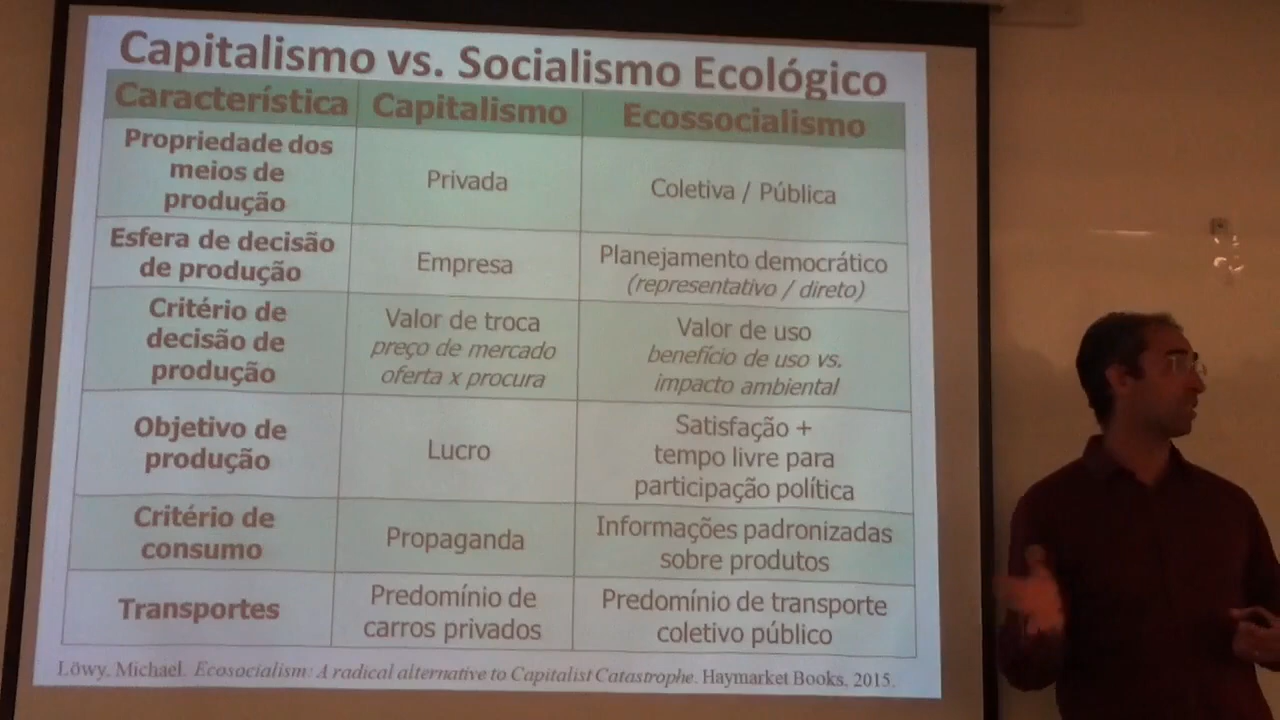 Capitalismo vs. Socialismo Ecológico
Característica Capitalismo Ecossocialismo
Propriedade dos
meios de
produção
Privada
Coletiva / Pública
Esfera de decisão
de produção
Empresa
Planejamento democrático
(representativo / direto)
Critério de
decisão de
produção
Valor de troca
preço de mercado
oferta x procura
Valor de uso
benefício de uso vs.
impacto ambiental
Objetivo de
produção
Lucro
Satisfação +
tempo livre para
participação política
Critério de
consumo
Propaganda
Informações padronizadas
sobre produtos
Transportes
Predomínio de
carros privados
Predomínio de transporte
coletivo público
Löwy, Michael. Ecosocialism: A radical alternative to Capitalist Catastrophe. Haymarket Books, 2015.